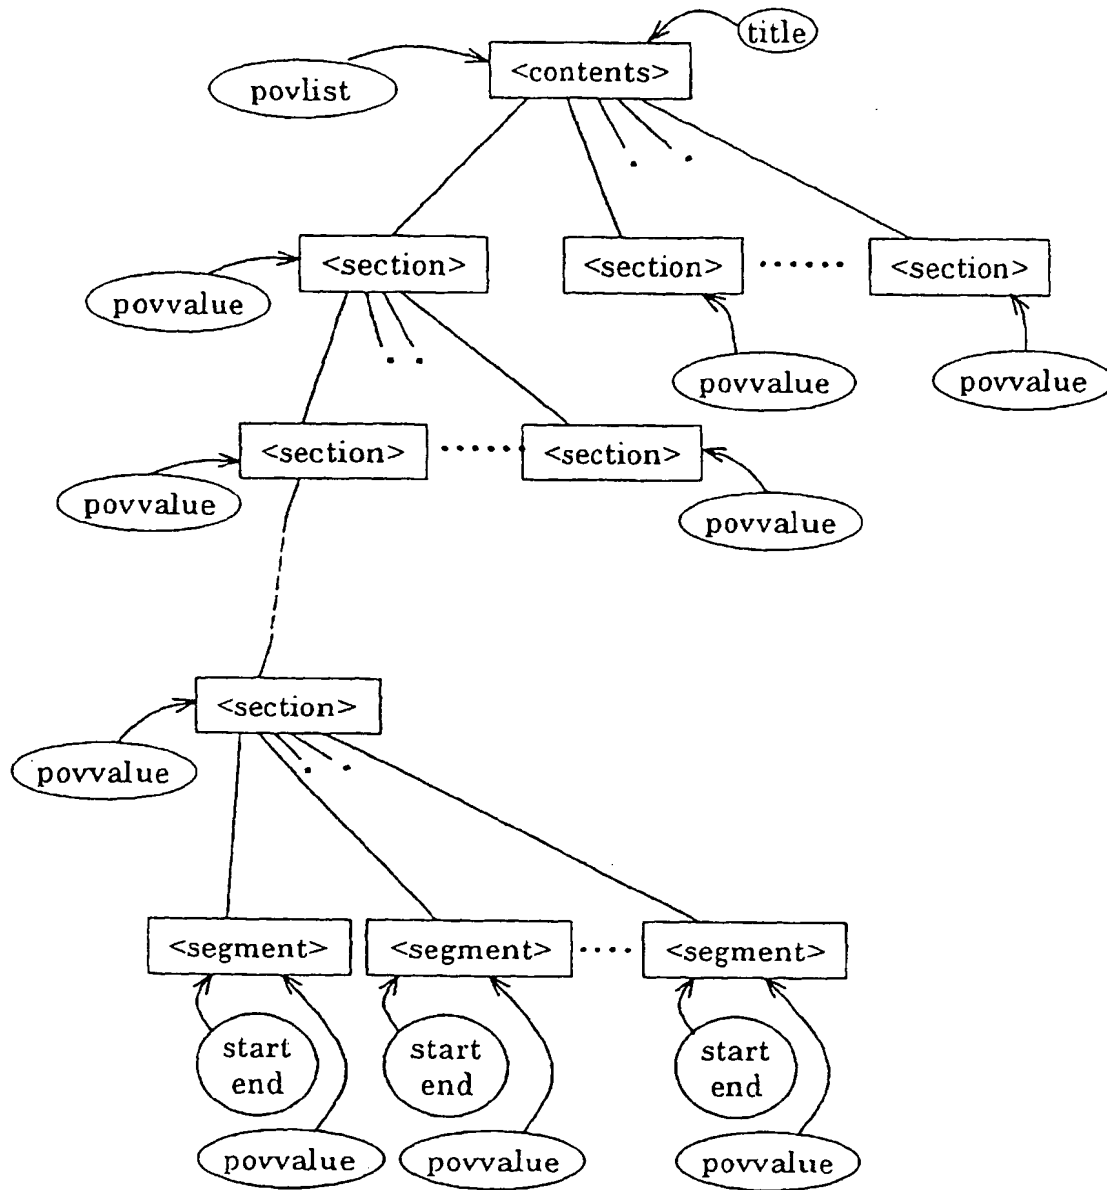 title
<contents>
povlist
<section>
<section>
<section>
povvalue
povvalue
povvalue
<section>
<section>
povvalue
povvalue
<section>
povvalue
<segment>
<segment>
<segment>
start
end
start
end
start
end
povvalue
povvalue
povvalue